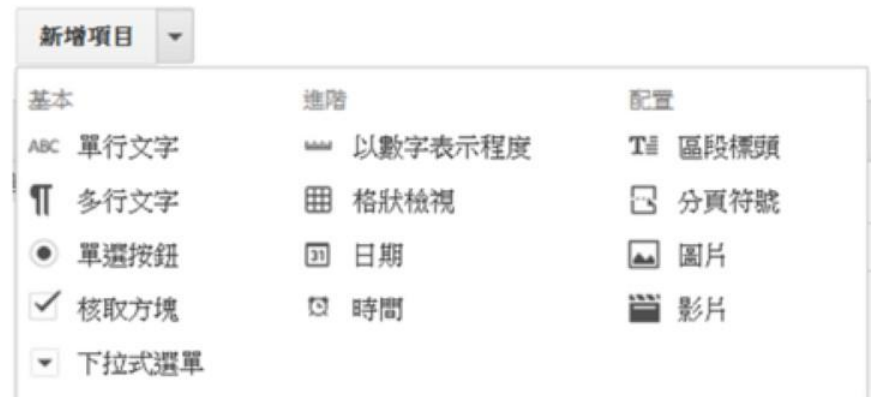 新增項目
基本
ABC 單行文字
多行文字
單選按鈕
核取方塊
下拉式選單
進階
以數字表示程度
格狀檢視
31 日期
時間
配置
T 區段標頭
分頁符號
圖片
影片